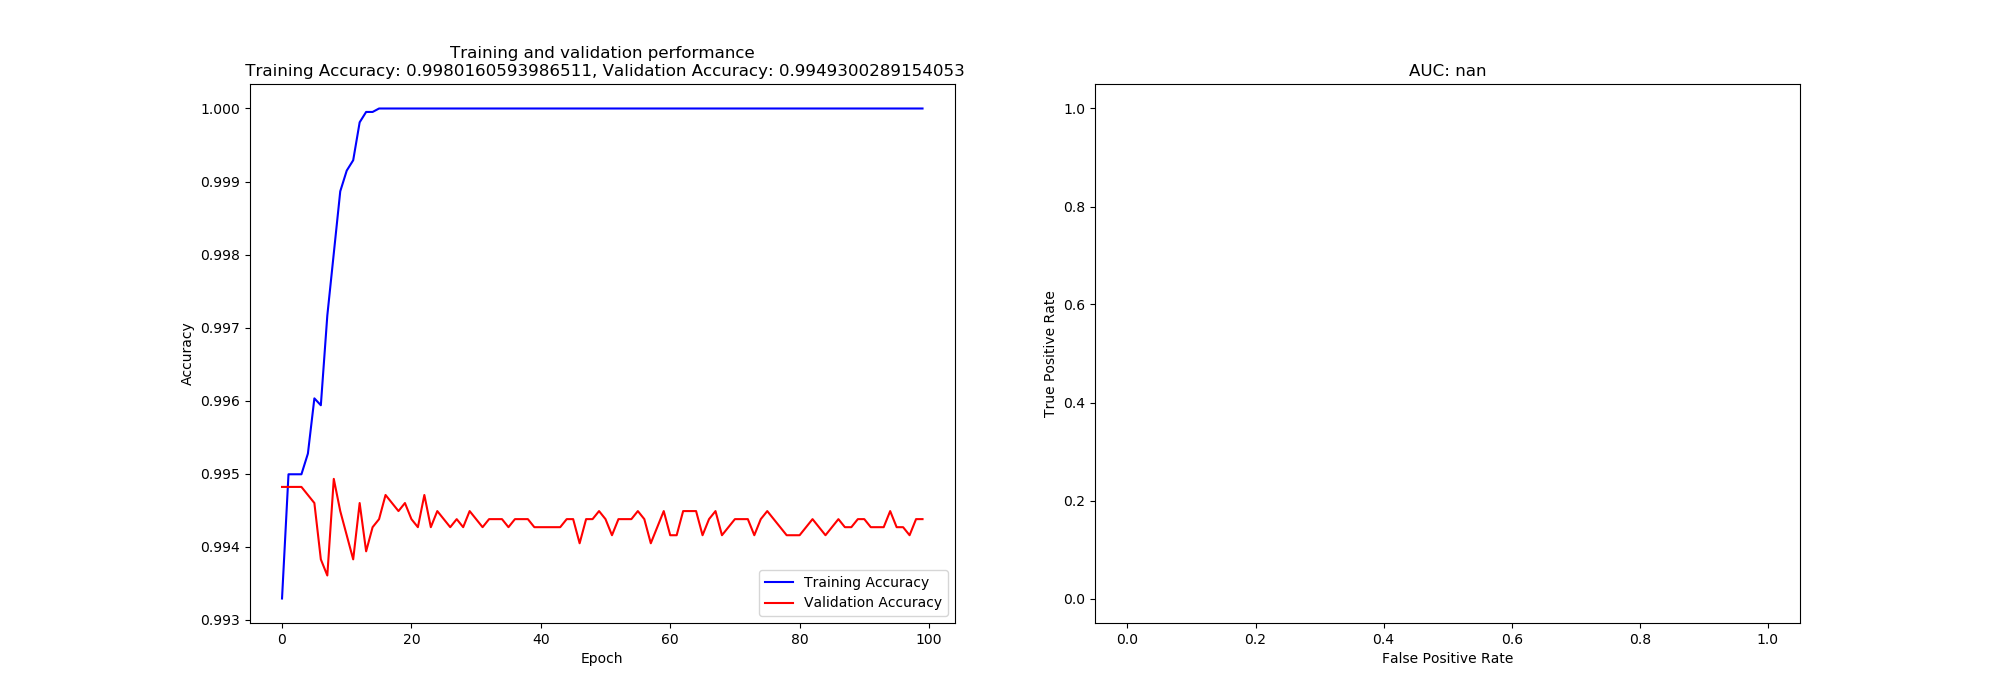 Training and validation performance
Training Accuracy: 0.9980160593986511, Validation Accuracy: 0.9949300289154053
1.000
0.999
0.998
0.997
0.996
0.995
0.994
0.993
Accuracy
0
20
40
60
80
100
Epoch
Training Accuracy
Validation Accuracy
AUC: nan
1.0
0.8
0.6
0.4
0.2
0.0
True Positive Rate
0.0
0.2
0.4
0.6
0.8
1.0
False Positive Rate